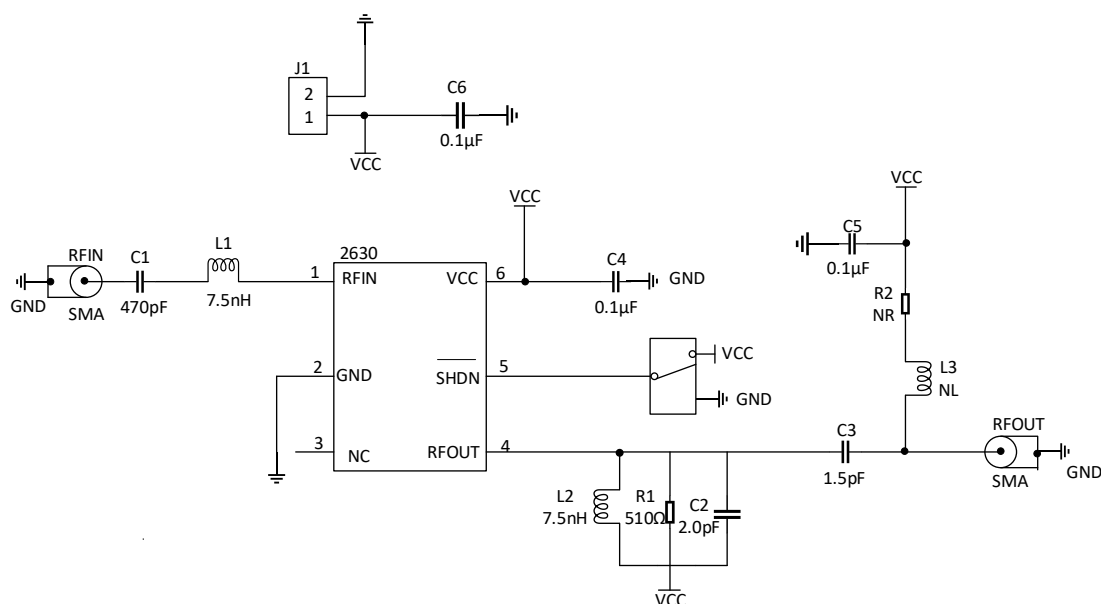 J1
2
1
VCC
C6
0.1μF
VCC
VCC
RFIN
GND
SMA
C1
470pF
L1
7.5nH
2630
1
RFIN
VCC
6
2
GND
SHDN
5
3
NC
RFOUT
4
C4
0.1μF
GND
VCC
GND
C5
0.1μF
R2
NR
L3
NL
L2
7.5nH
R1
510Ω
C2
2.0pF
VCC
C3
1.5pF
RFOUT
SMA
GND